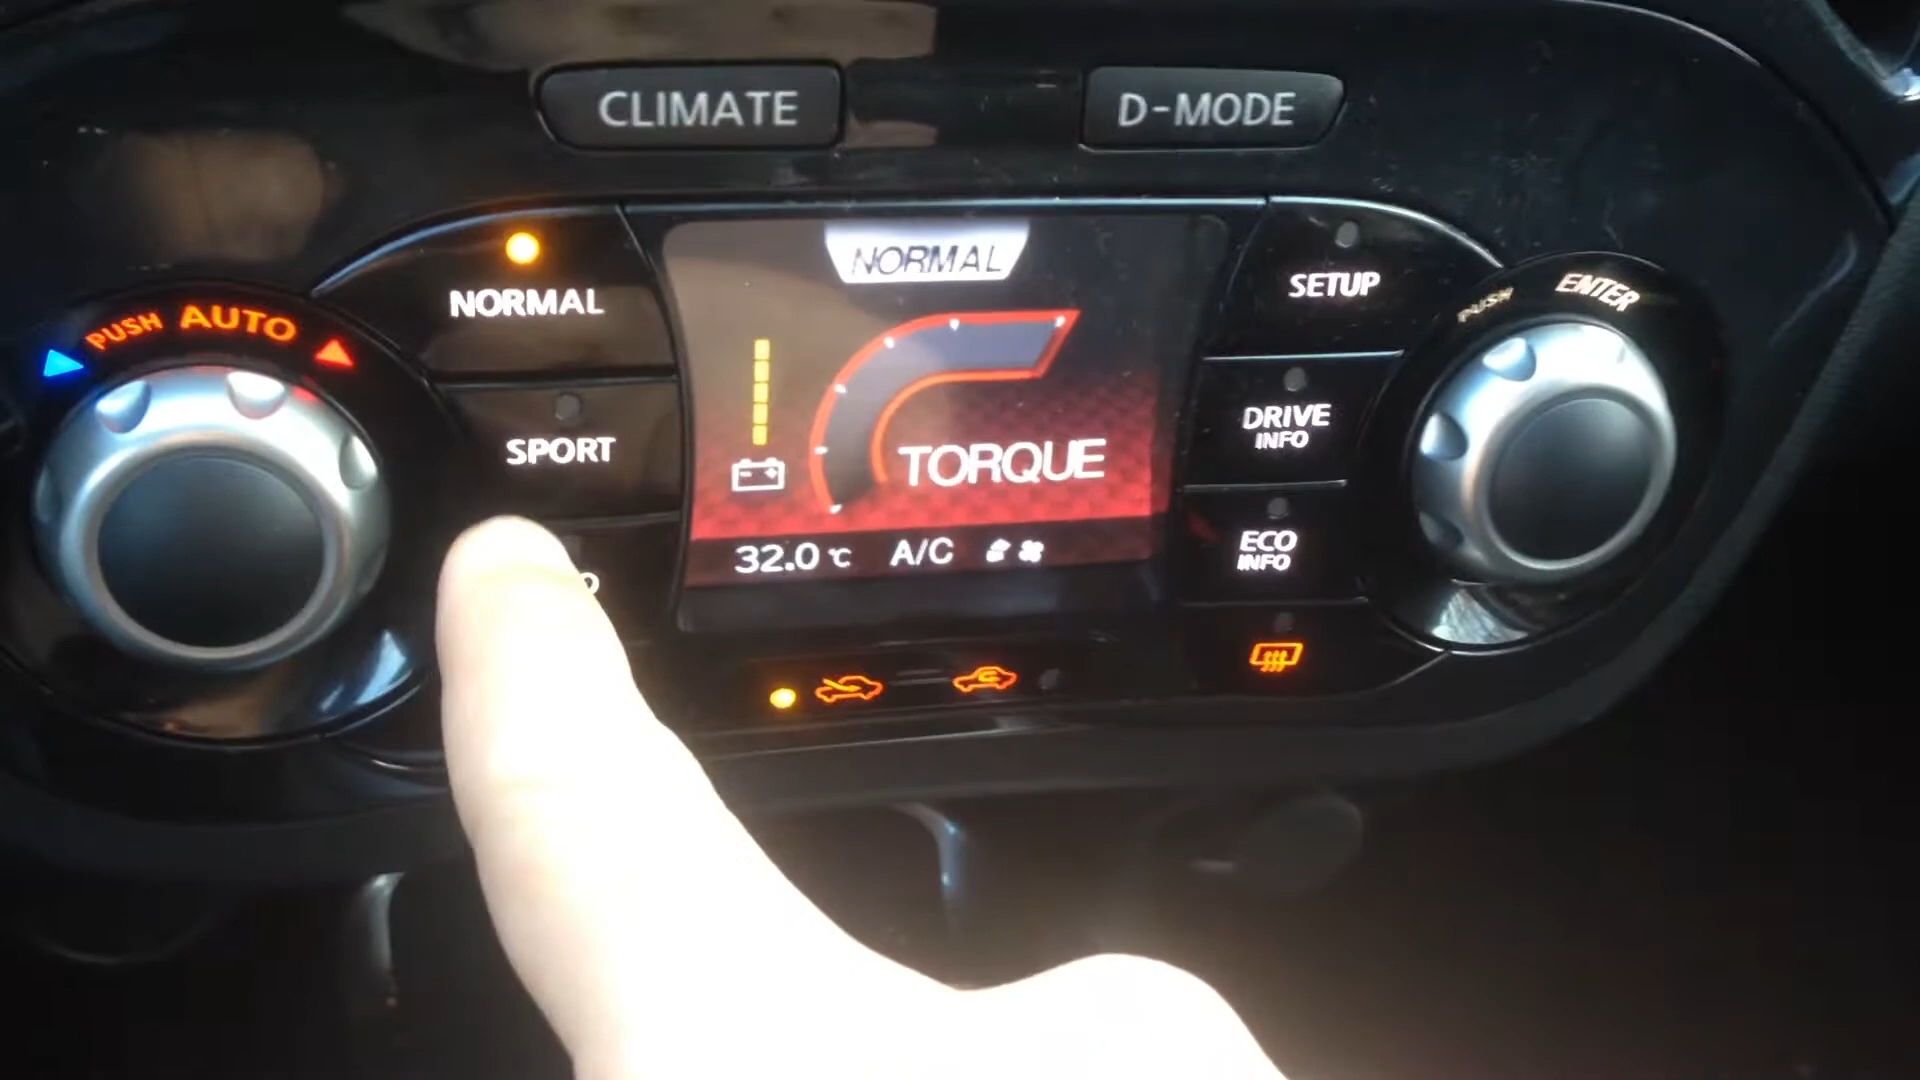 CLIMATE
D-MODE
PUSH AUTO
NORMAL
SPORT
NORMAL
TORQUE
32.0 °C A/C
SETUP
DRIVE
INFO
ECO
INFO
PUSH ENTER